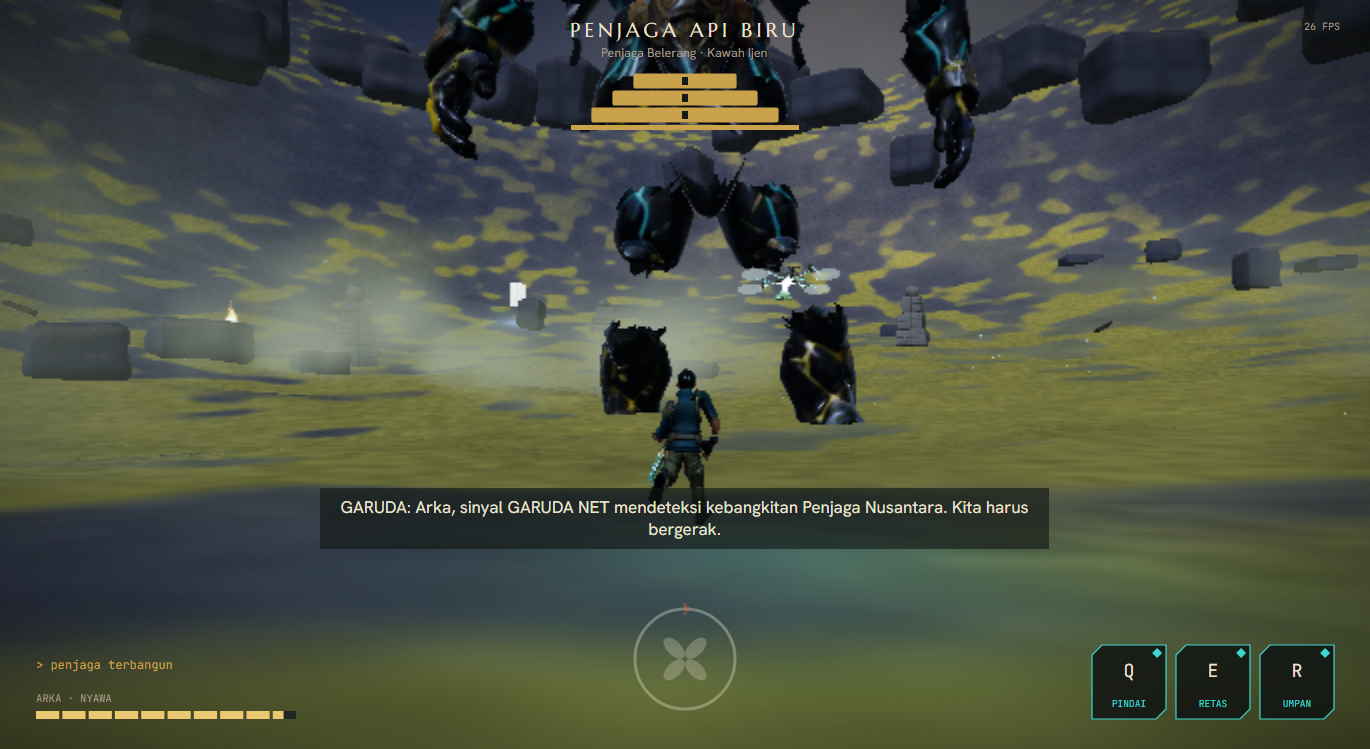 PENJAGA API BIRU
26 FPS
Penjaga Belerang · Kawah Ijen
GARUDA: Arka, sinyal GARUDA NET mendeteksi kebangkitan Penjaga Nusantara. Kita harus
bergerak.
> penjaga terbangun
ARKA · NYAWA
Q
E
R
PINDAI
RETAS
UMPAN